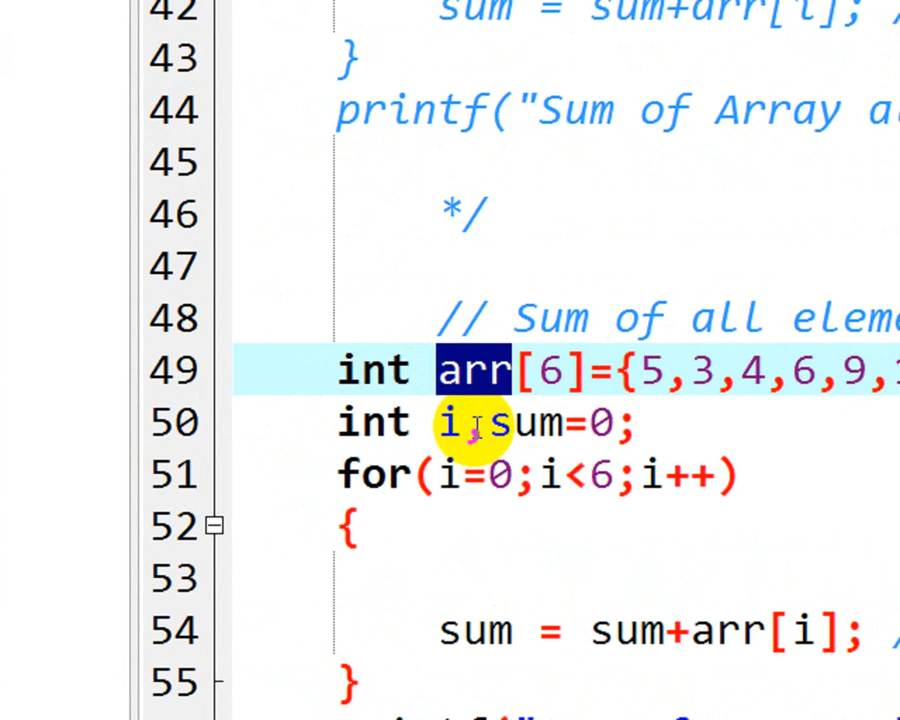 42 sum = sum+arr[i]; /
43 }
44 printf("Sum of Array
45
46 */
47
48 // Sum of all
49 int arr[6]={5,3,4,6,9,
50 int i,sum=0;
51 for(i=0;i<6;i++)
52 {
53
54 sum = sum+arr[i]; /
55 }